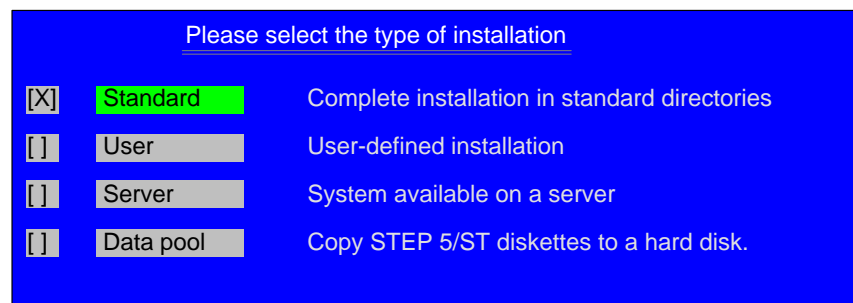 Please select the type of installation
[X] Standard Complete installation in standard directories
[ ] User User-defined installation
[ ] Server System available on a server
[ ] Data pool Copy STEP 5/ST diskettes to a hard disk.